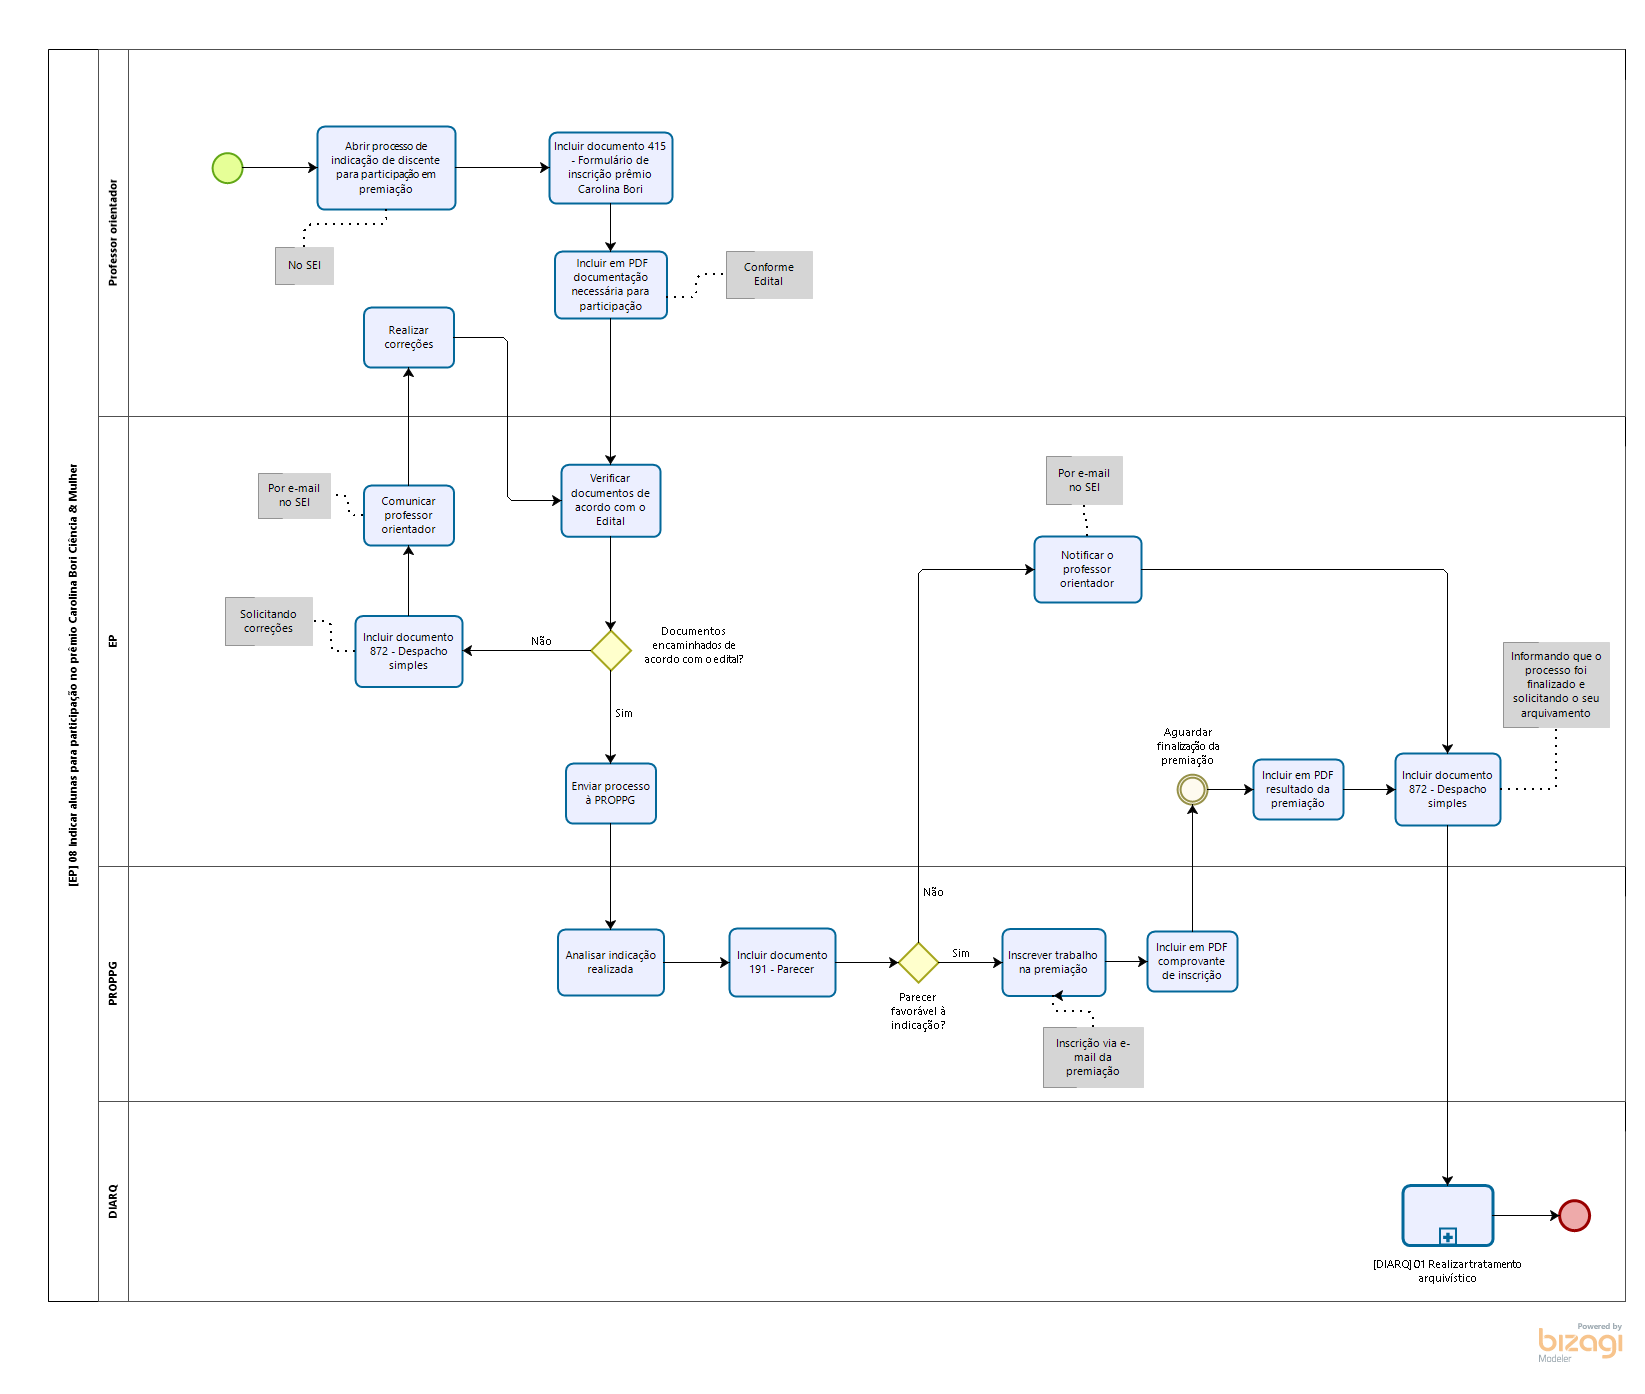 [EP] 08 Indicar alunas para participação no prêmio Carolina Bori Ciência & Mulher
Professor orientador
Abrir processo de
indicação de discente
para participação em
premiação
No SEI
Incluir documento 415
- Formulário de
inscrição prêmio
Carolina Bori
Incluir em PDF
documentação
necessária para
participação
Conforme
Edital
Realizar
correções
EP
Por e-mail
no SEI
Comunicar
professor
orientador
Verificar
documentos de
acordo com o
Edital
Solicitando
correções
Incluir documento
872 - Despacho
simples
Não
Documentos
encaminhados de
acordo com o edital?
Sim
Enviar processo
à PROPPG
Por e-mail
no SEI
Notificar o
professor
orientador
Informando que o
processo foi
finalizado e
solicitando o seu
arquivamento
Aguardar
finalização da
premiação
Incluir em PDF
resultado da
premiação
Incluir documento
872 - Despacho
simples
PROPPG
Analisar indicação
realizada
Incluir documento
191 - Parecer
Não
Sim
Parecer
favorável à
indicação?
Inscrever trabalho
na premiação
Incluir em PDF
comprovante
de inscrição
Inscrição via e-
mail da
premiação
DIARQ
[DIARQ] 01 Realizar tratamento
arquivístico
Powered by
bizagi
Modeler